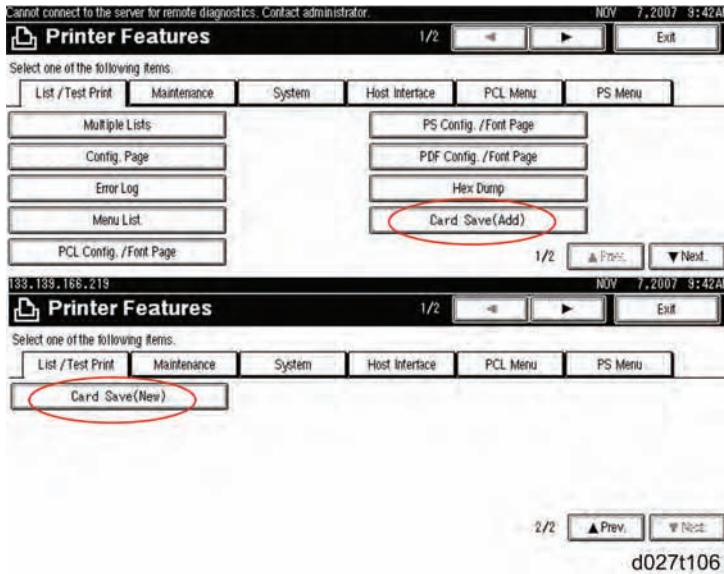 Cannot connect to the server for remote diagnostics. Contact administrator. NOV 7,2007 9:42A
Printer Features 1/2 ◀ ▶ Exit
Select one of the following items.
List /Test Print Maintenance System Host Interface PCL Menu PS Menu
Multiple Lists PS Config. /Font Page
Config. Page PDF Config. /Font Page
Error Log Hex Dump
Menu List Card Save(Add)
PCL Config. /Font Page 1/2 ▲ Prev. ▼ Next
133.139.166.219 NOV 7,2007 9:42A
Printer Features 1/2 ◀ ▶ Exit
Select one of the following items.
List /Test Print Maintenance System Host Interface PCL Menu PS Menu
Card Save(New)
2/2 ▲ Prev. ▼ Next
d027t106